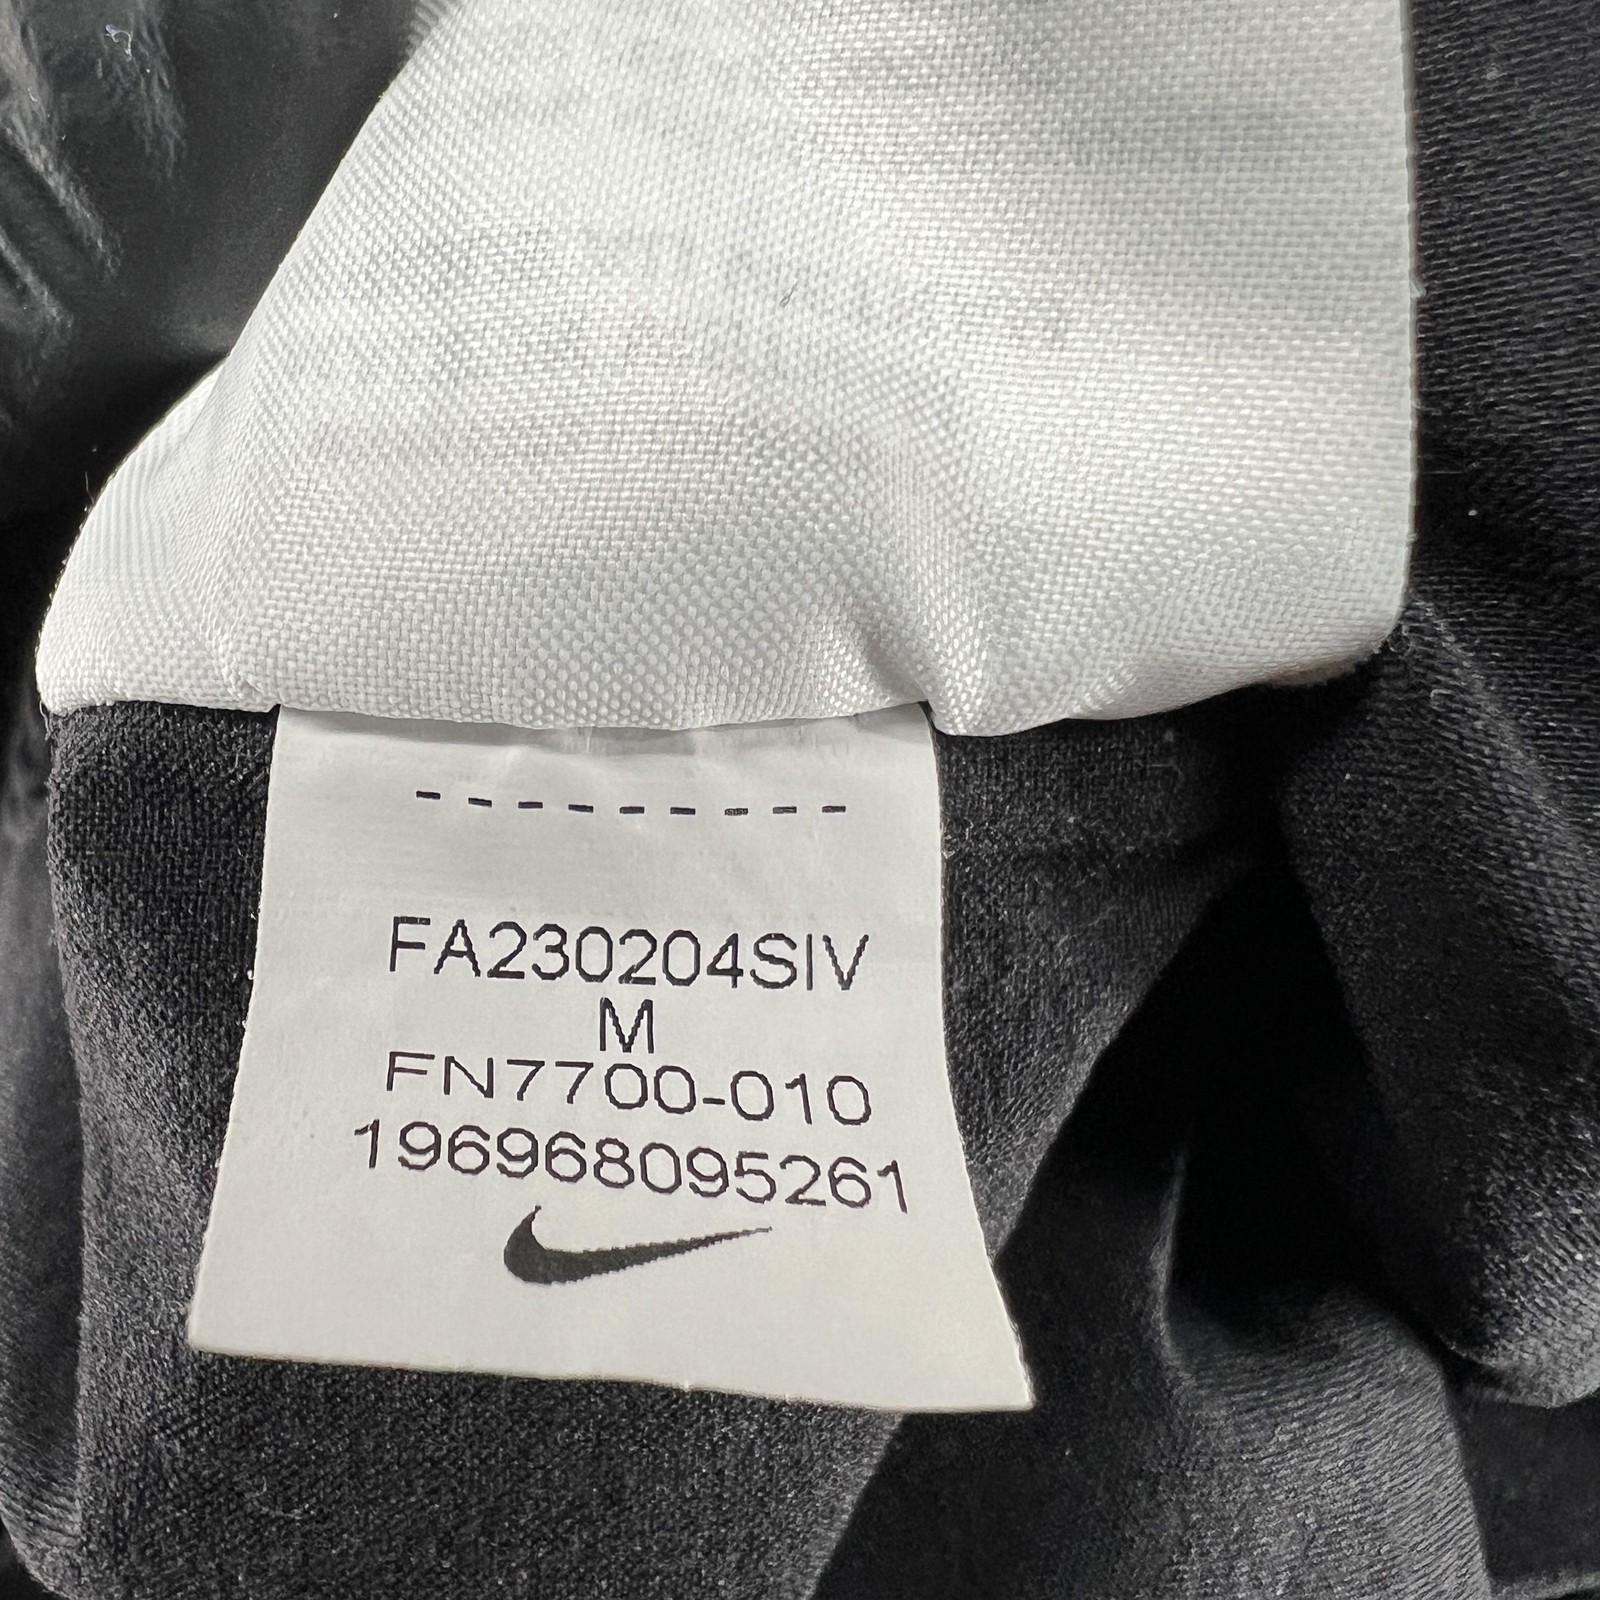 ---------
FA230204SIV
M
FN7700-010
196968095261